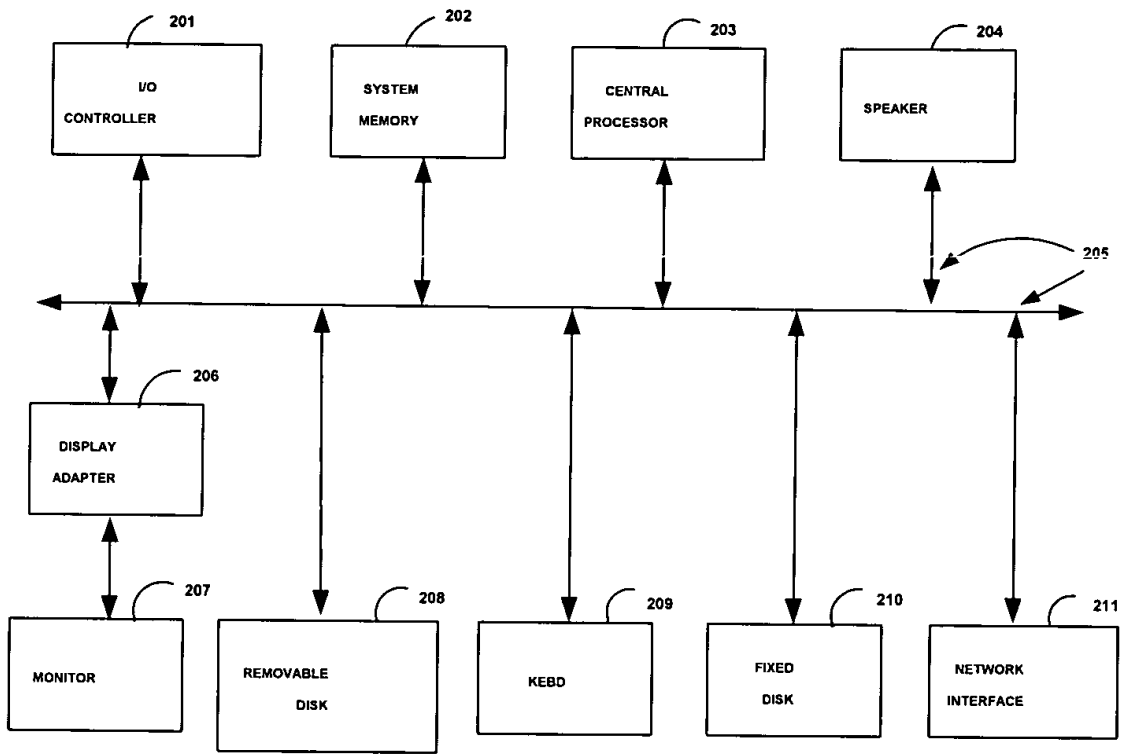 201
202
203
204
I/O
CONTROLLER
SYSTEM
MEMORY
CENTRAL
PROCESSOR
SPEAKER
205
206
DISPLAY
ADAPTER
207
208
209
210
211
MONITOR
REMOVABLE
DISK
KEBD
FIXED
DISK
NETWORK
INTERFACE